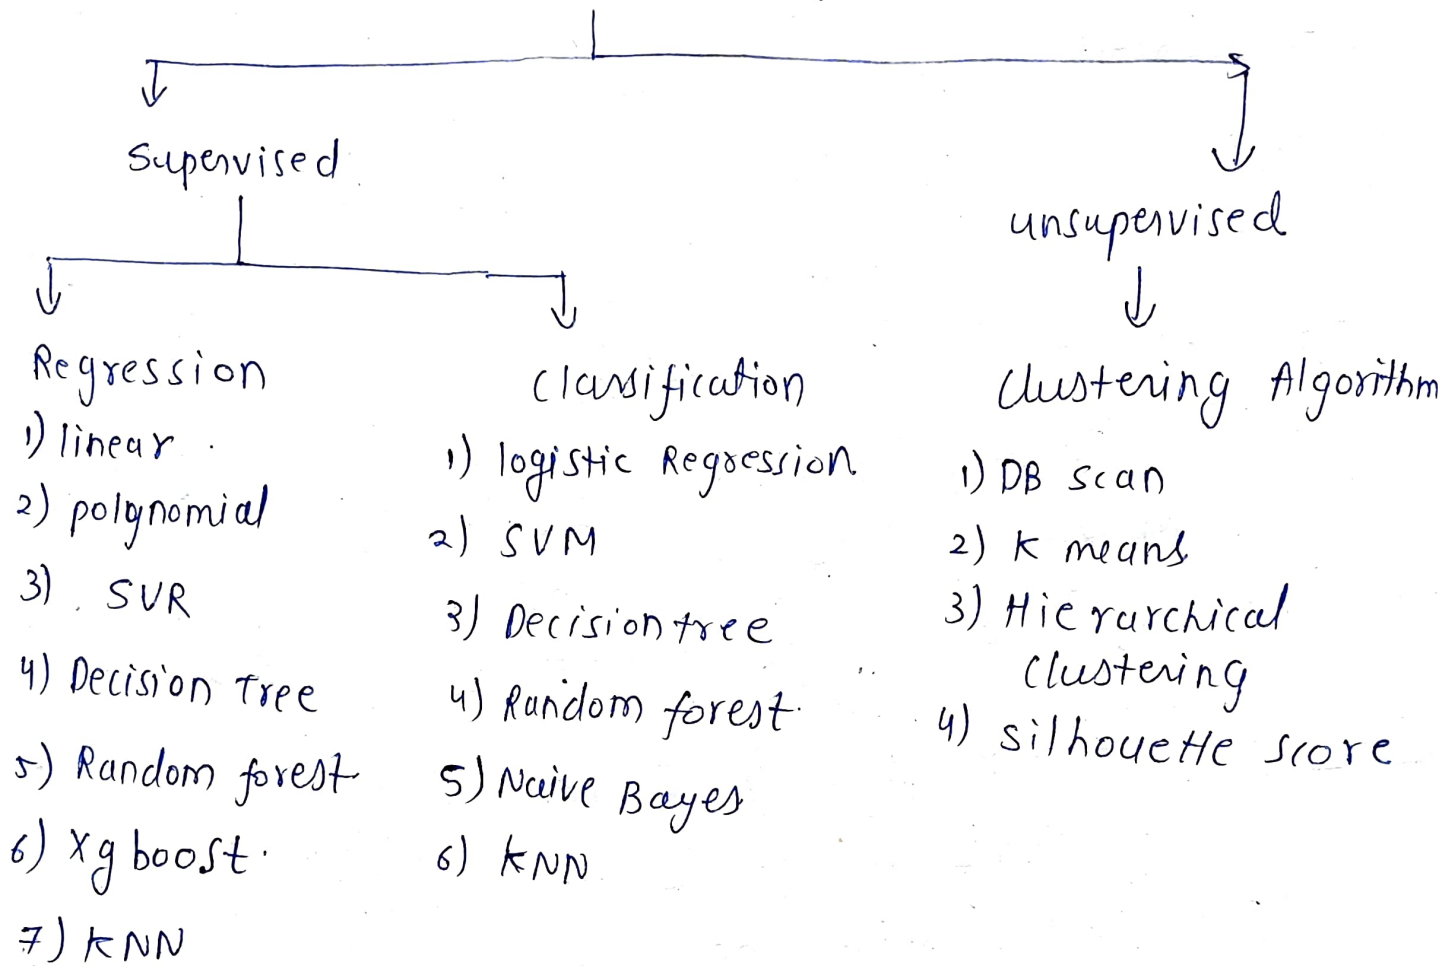 Supervised
unsupervised
Regression
1) linear
2) polynomial
3) SVR
4) Decision Tree
5) Random forest
6) Xg boost
7) KNN
Classification
1) logistic Regression
2) SVM
3) Decision tree
4) Random forest
5) Naive Bayes
6) KNN
Clustering Algorithm
1) DB scan
2) K means
3) Hierarchical
Clustering
4) silhouette score